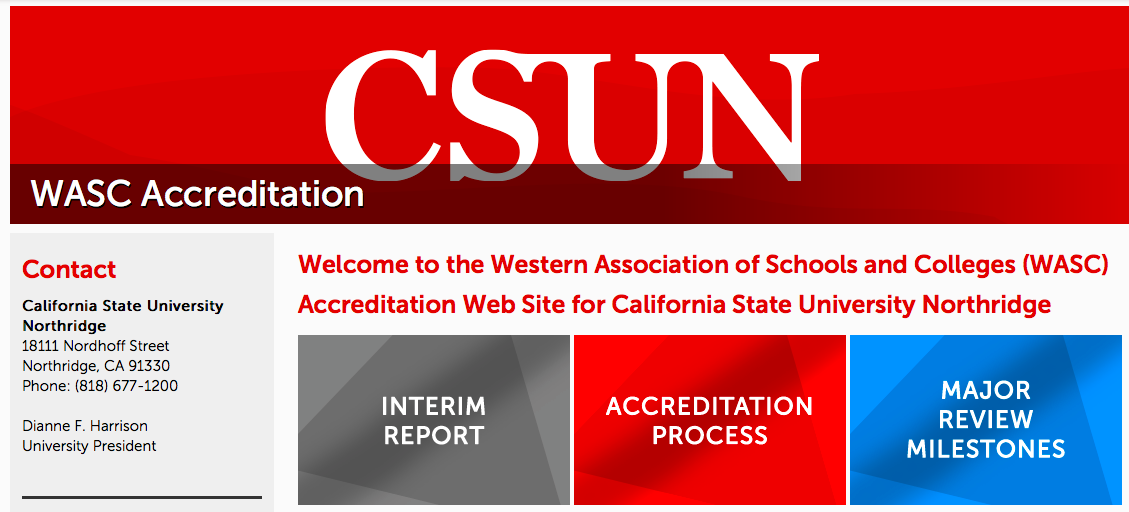 CSUN
WASC Accreditation
Contact
California State University
Northridge
18111 Nordhoff Street
Northridge, CA 91330
Phone: (818) 677-1200
Dianne F. Harrison
University President
Welcome to the Western Association of Schools and Colleges (WASC)
Accreditation Web Site for California State University Northridge
INTERIM
REPORT
ACCREDITATION
PROCESS
MAJOR
REVIEW
MILESTONES